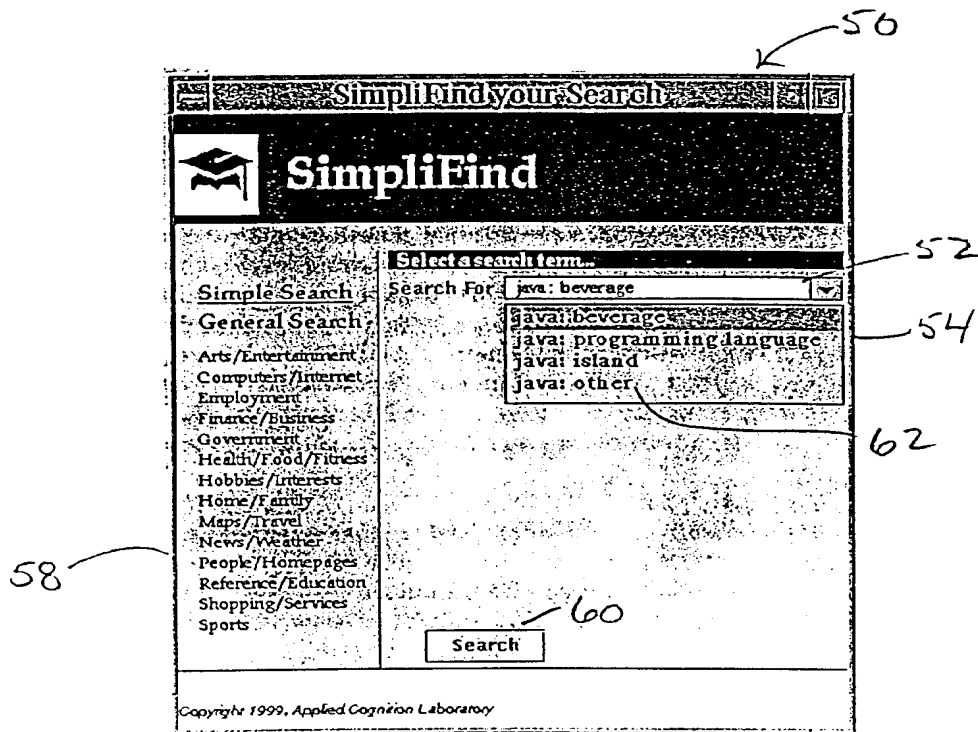 50
SimpliFind your Search
SimpliFind
Select a search term...
52
Search For
java: beverage
Simple Search
General Search
java: beverage
java: programming language
54
java: island
java: other
62
Arts/Entertainment
Computers/Internet
Employment
Finance/Business
Government
Health/Food/Fitness
Hobbies/Interests
Home/Family
Maps/Travel
News/Weather
People/Homepages
Reference/Education
Shopping/Services
Sports
58
60
Search
Copyright 1999, Applied Cognition Laboratory